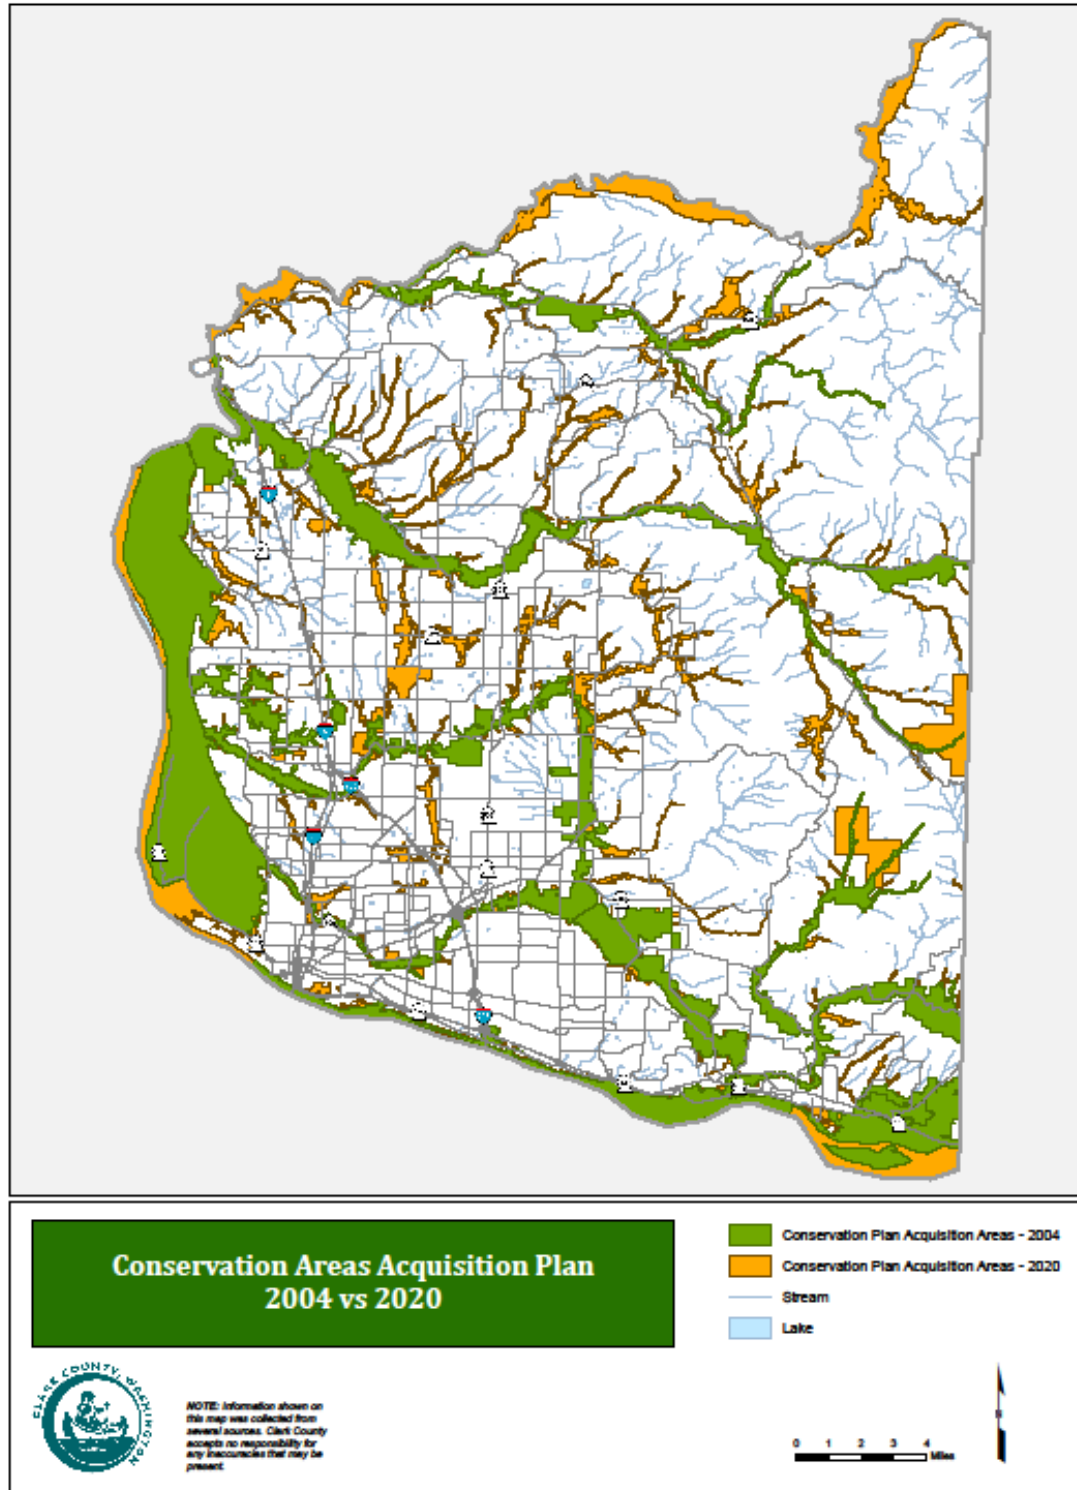 Conservation Areas Acquisition Plan
2004 vs 2020
Conservation Plan Acquisition Areas - 2004
Conservation Plan Acquisition Areas - 2020
Stream
Lake
CLARK COUNTY, WASHINGTON
NOTE: Information shown on
this map was collected from
several sources. Clark County
accepts no responsibility for
any inaccuracies that may be
present.
0 1 2 3 4
Miles